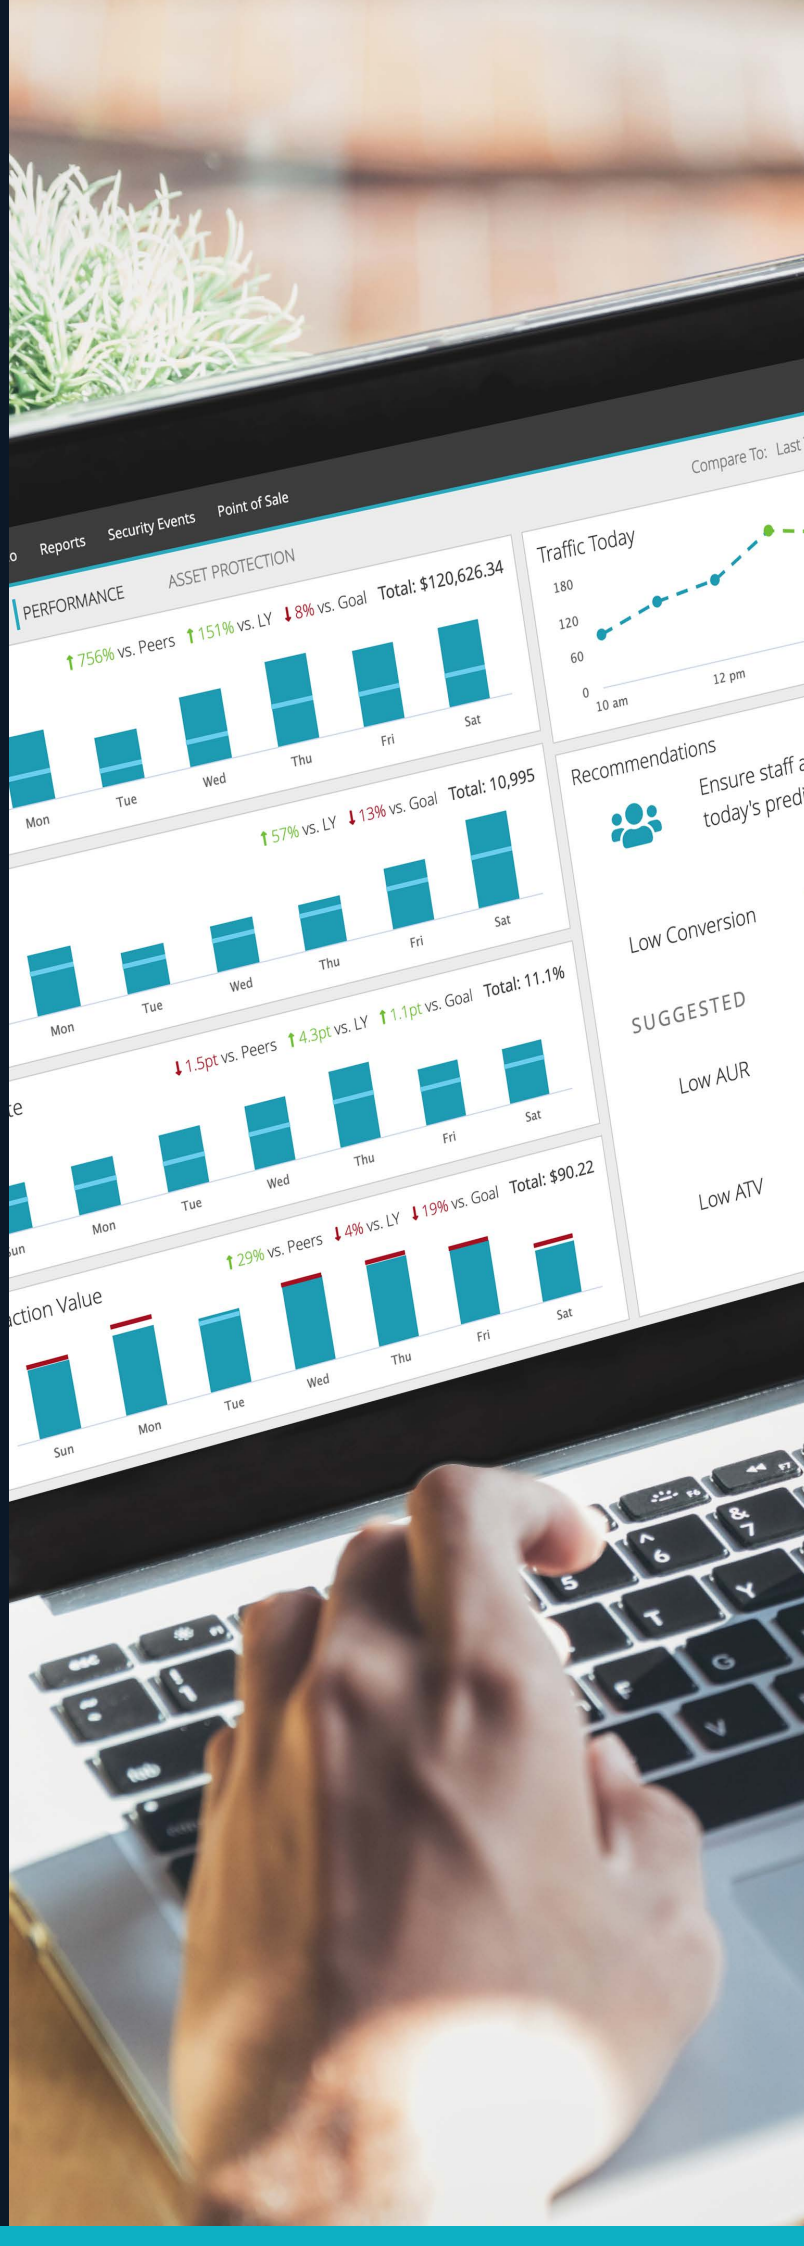 o Reports Security Events Point of Sale
Compare To: Last
PERFORMANCE ASSET PROTECTION
↑756% vs. Peers ↑151% vs. LY ↓8% vs. Goal Total: $120,626.34
Mon Tue Wed Thu Fri Sat
↑57% vs. LY ↓13% vs. Goal Total: 10,995
Mon Tue Wed Thu Fri Sat
te
↓1.5pt vs. Peers ↑4.3pt vs. LY ↑1.1pt vs. Goal Total: 11.1%
Sun Mon Tue Wed Thu Fri Sat
action Value
↑29% vs. Peers ↓4% vs. LY ↓19% vs. Goal Total: $90.22
Sun Mon Tue Wed Thu Fri Sat
Traffic Today
180
120
60
0
10 am 12 pm
Recommendations
Ensure staff a
today's predi
Low Conversion
SUGGESTED
Low AUR
Low ATV
F6 F7
esc F1
5 ^ 6 & 7
~ ! 1
tab T Y
F G
V